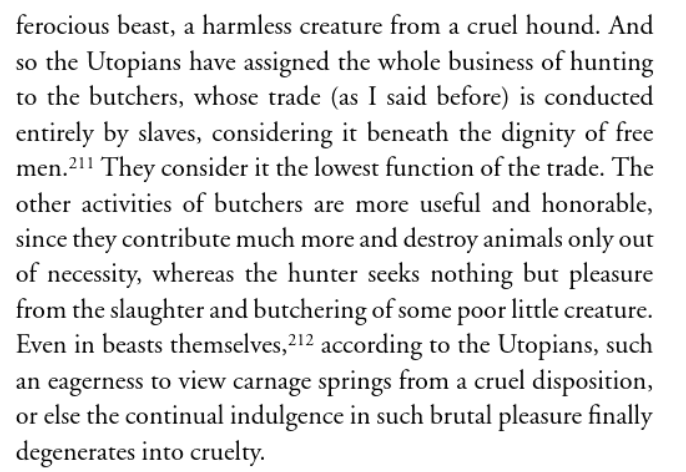 ferocious beast, a harmless creature from a cruel hound. And
so the Utopians have assigned the whole business of hunting
to the butchers, whose trade (as I said before) is conducted
entirely by slaves, considering it beneath the dignity of free
men.²¹¹ They consider it the lowest function of the trade. The
other activities of butchers are more useful and honorable,
since they contribute much more and destroy animals only out
of necessity, whereas the hunter seeks nothing but pleasure
from the slaughter and butchering of some poor little creature.
Even in beasts themselves,²¹² according to the Utopians, such
an eagerness to view carnage springs from a cruel disposition,
or else the continual indulgence in such brutal pleasure finally
degenerates into cruelty.